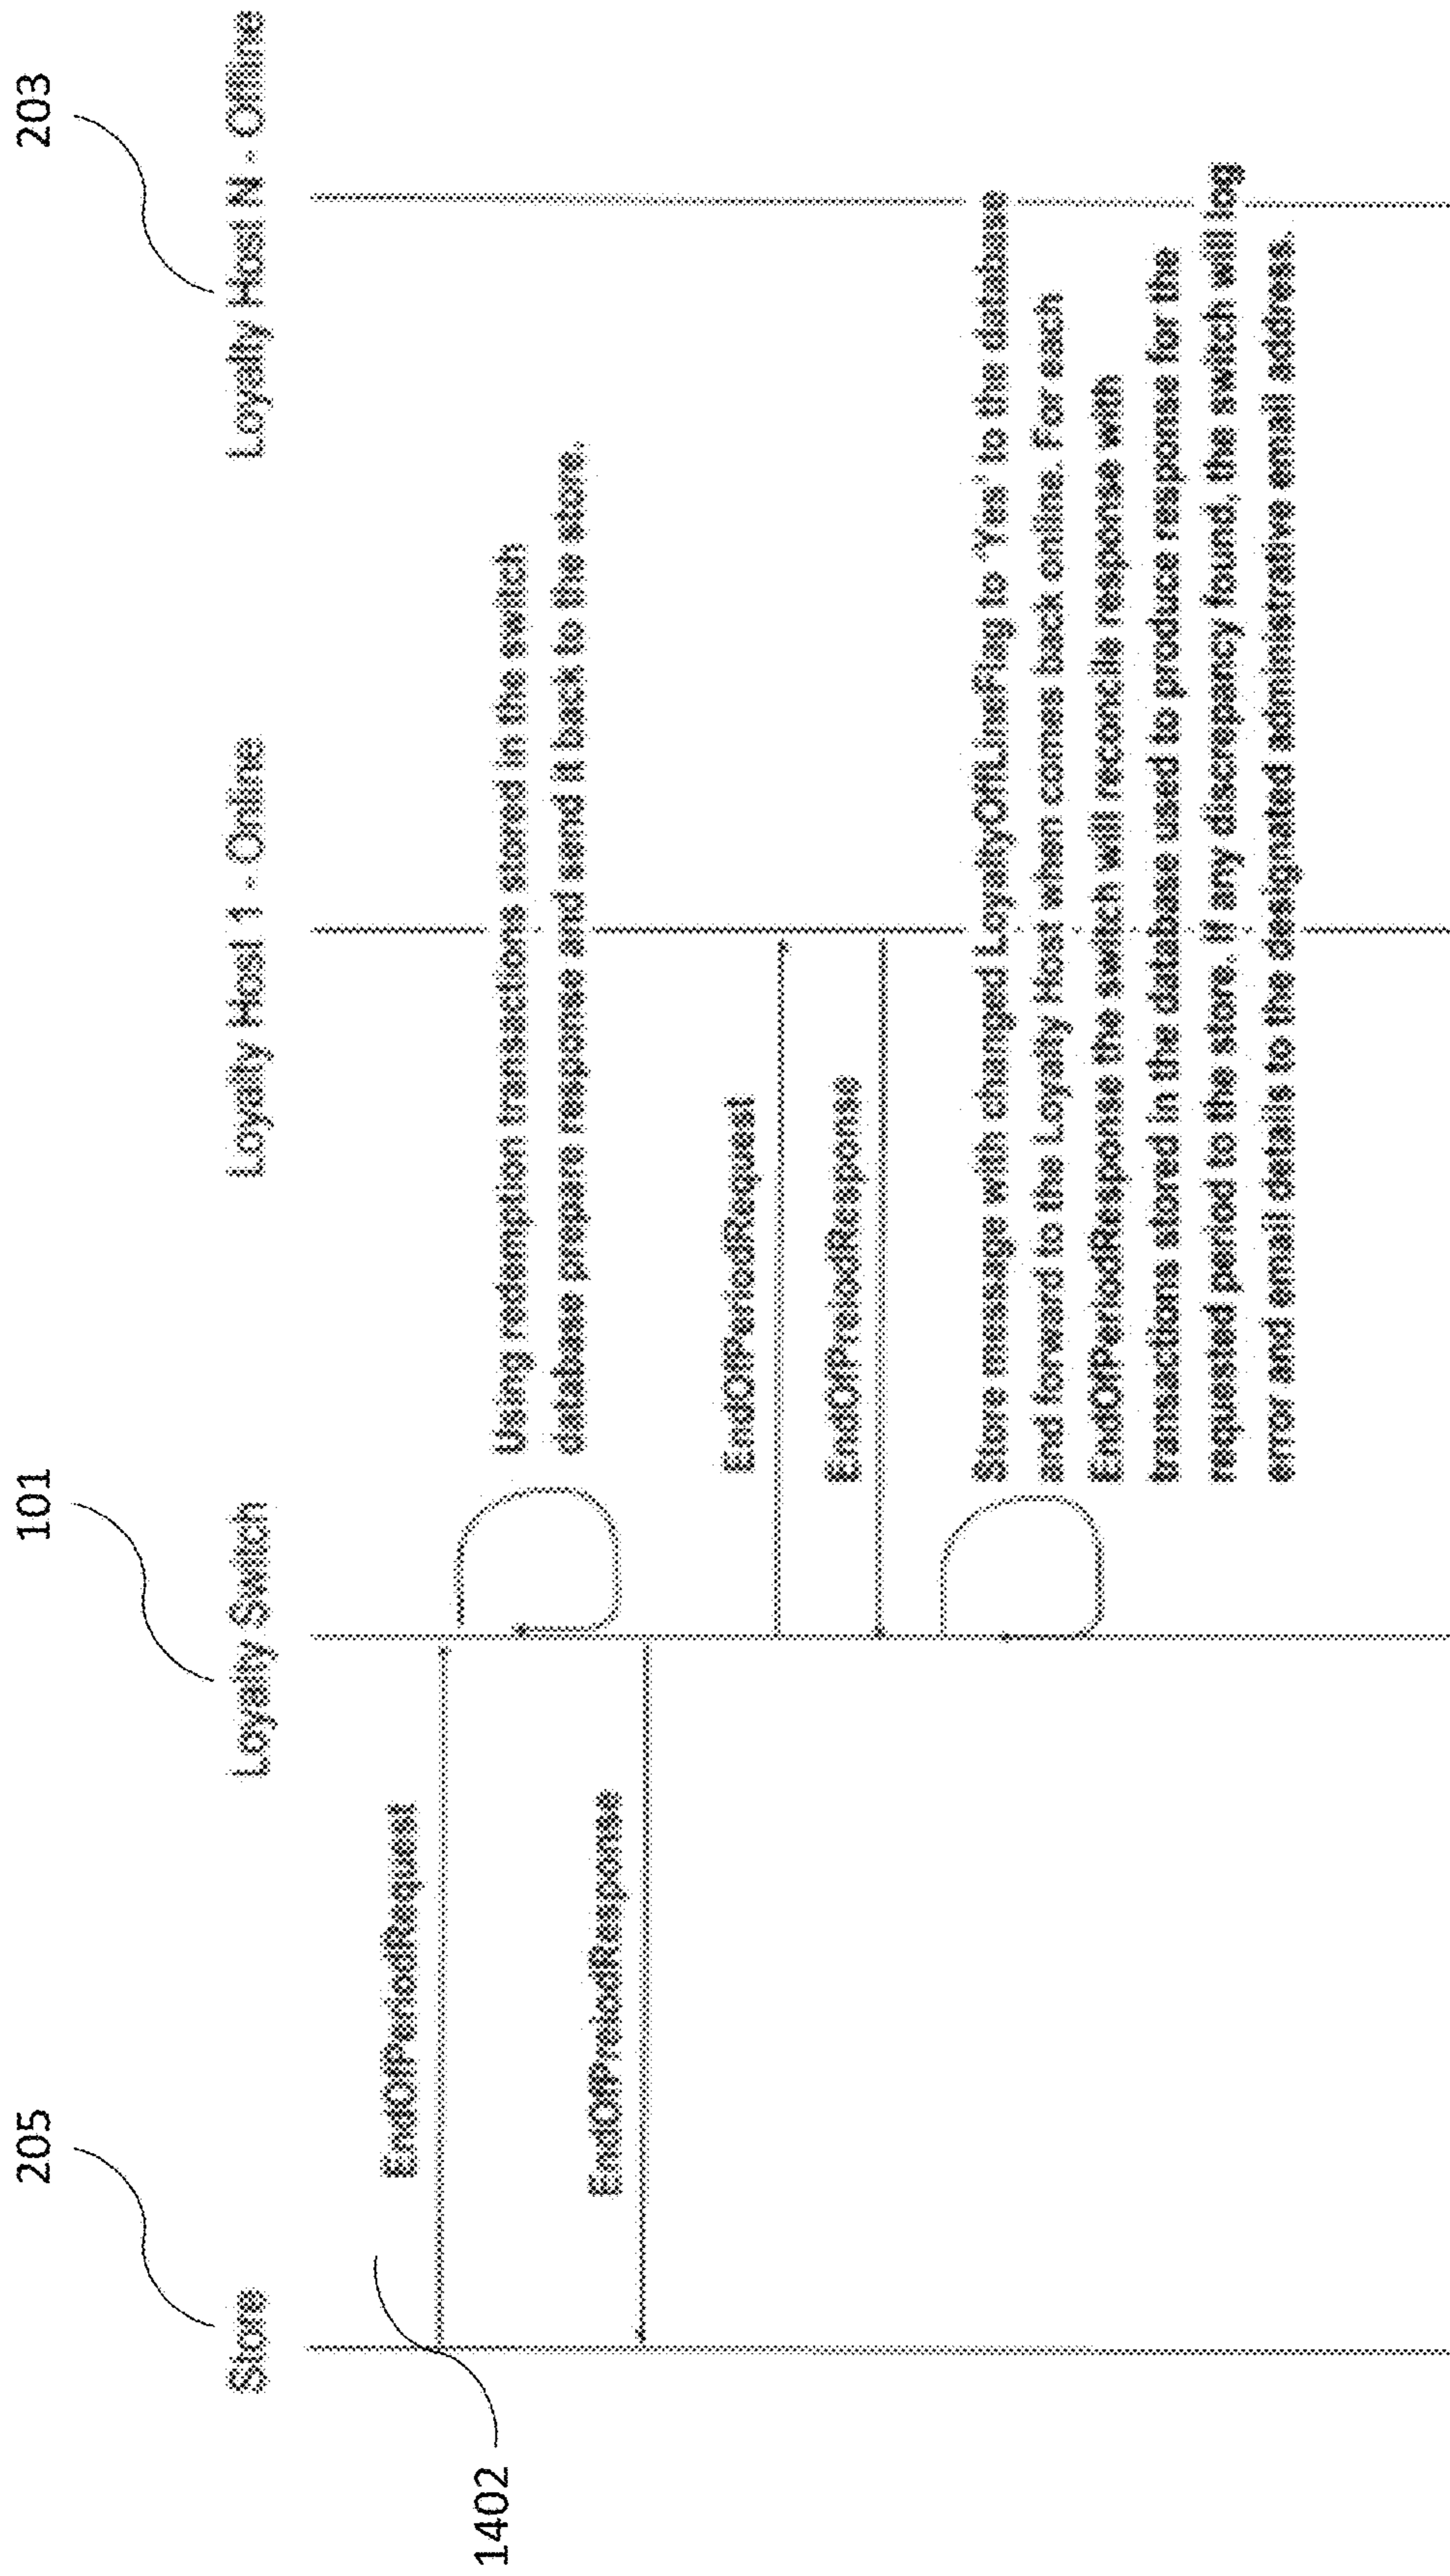 205
101
203
Store
Loyalty Switch
Loyalty Host 1 - Online
Loyalty Host N - Offline
1402
EndOfPeriodRequest
Using redemption transactions stored in the switch
database prepare response and send it back to the store.
EndOfPreiodResponse
EndOfPeriodRequest
EndOfPreiodResponse
Store message with changed LoyaltyOffLineFlag to 'Yes' to the database
and forward to the Loyalty Host when comes back online. For each
EndOfPeriodResponse the switch will reconcile response with
transactions stored in the database used to produce response for the
requested period to the store. If any discrepancy found, the switch will log
error and email details to the designated administrative email address.